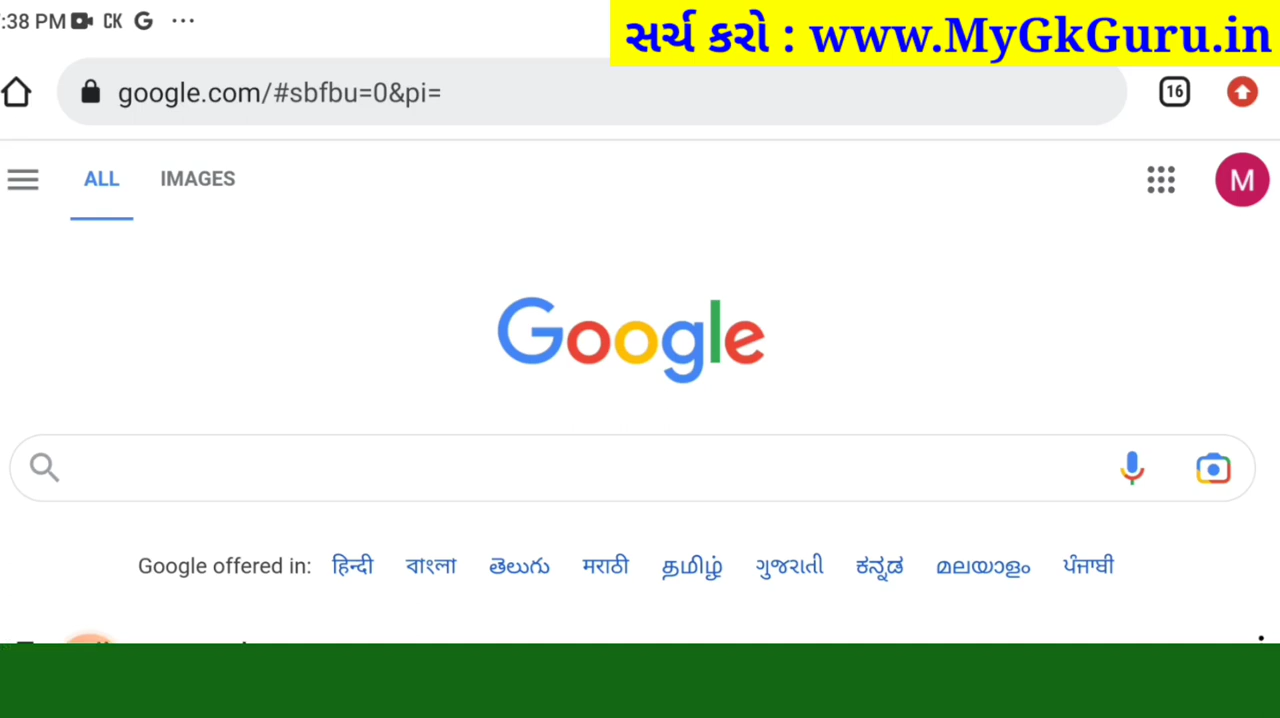 :38 PM CK G ...
સર્ચ કરો : www.MyGkGuru.in
google.com/#sbfbu=0&pi=
16
ALL IMAGES
M
Google
Google offered in: हिन्दी বাংলা తెలుగు मराठी தமிழ் ગુજરાતી ಕನ್ನಡ മലയാളം ਪੰਜਾਬੀ